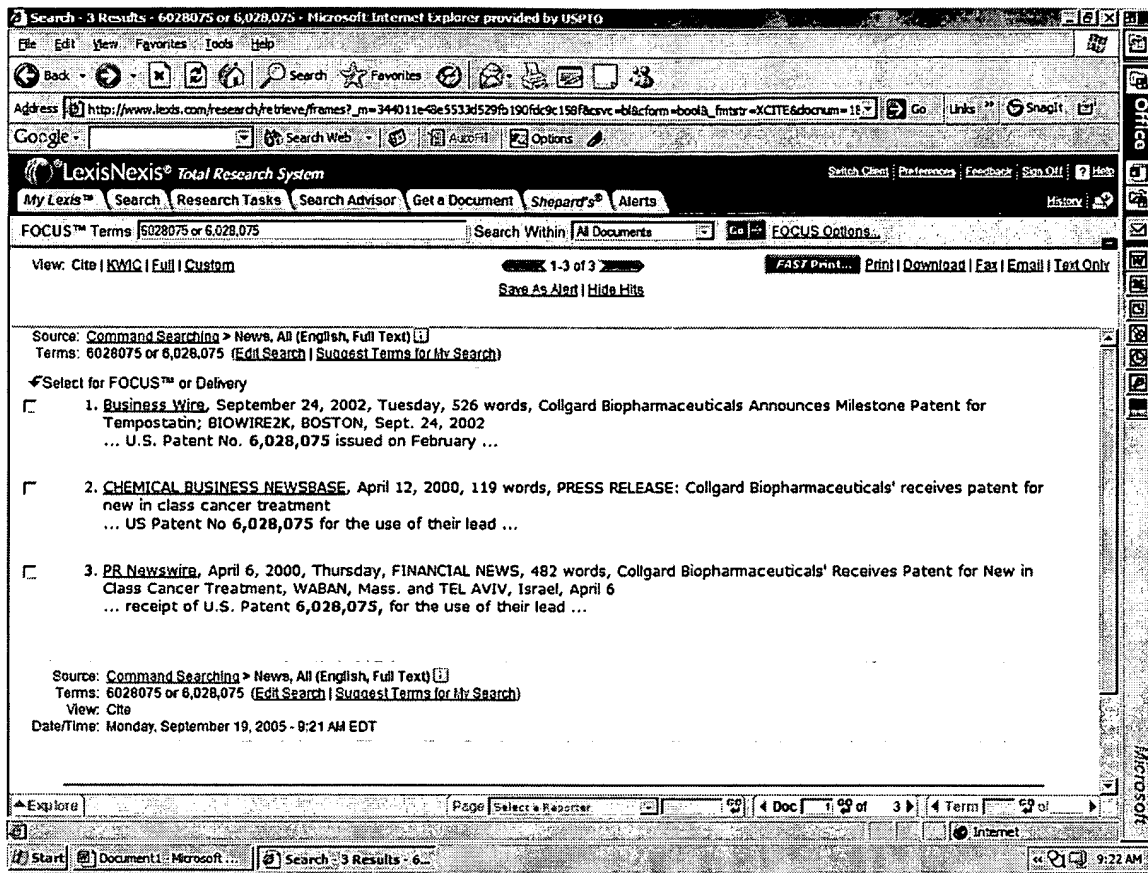 Search - 3 Results - 6028075 or 6,028,075 - Microsoft Internet Explorer provided by USPTO
File Edit View Favorites Tools Help
Back Search Favorites
Address http://www.lexis.com/research/retrieve/frames?_m=344011e48e5533d529fb190fdc9c158f&csvc=bl&cform=bool&_fmtstr=XCITE&docnum=18 Go Links » SnagIt
Google - Search Web AutoFill Options
Office
LexisNexis® Total Research System Switch Client | Preferences | Feedback | Sign Off | ? Help
My Lexis™ Search Research Tasks Search Advisor Get a Document Shepard's® Alerts History
FOCUS™ Terms 6028075 or 6,028,075 Search Within All Documents Go FOCUS Options...
View: Cite | KWIC | Full | Custom 1-3 of 3 FAST Print... Print | Download | Fax | Email | Text Only
Save As Alert | Hide Hits
Source: Command Searching > News, All (English, Full Text) i
Terms: 6028075 or 6,028,075 (Edit Search | Suggest Terms for My Search)
Select for FOCUS™ or Delivery
1. Business Wire, September 24, 2002, Tuesday, 526 words, Collgard Biopharmaceuticals Announces Milestone Patent for
Tempostatin; BIOWIRE2K, BOSTON, Sept. 24, 2002
... U.S. Patent No. 6,028,075 issued on February ...
2. CHEMICAL BUSINESS NEWSBASE, April 12, 2000, 119 words, PRESS RELEASE: Collgard Biopharmaceuticals' receives patent for
new in class cancer treatment
... US Patent No 6,028,075 for the use of their lead ...
3. PR Newswire, April 6, 2000, Thursday, FINANCIAL NEWS, 482 words, Collgard Biopharmaceuticals' Receives Patent for New in
Class Cancer Treatment, WABAN, Mass. and TEL AVIV, Israel, April 6
... receipt of U.S. Patent 6,028,075, for the use of their lead ...
Source: Command Searching > News, All (English, Full Text) i
Terms: 6028075 or 6,028,075 (Edit Search | Suggest Terms for My Search)
View: Cite
Date/Time: Monday, September 19, 2005 - 9:21 AM EDT
Microsoft
Explore Page Select a Reporter GO Doc 1 GO of 3 Term GO of
Internet
Start Document1 - Microsoft ... Search - 3 Results - 6... « 9:22 AM